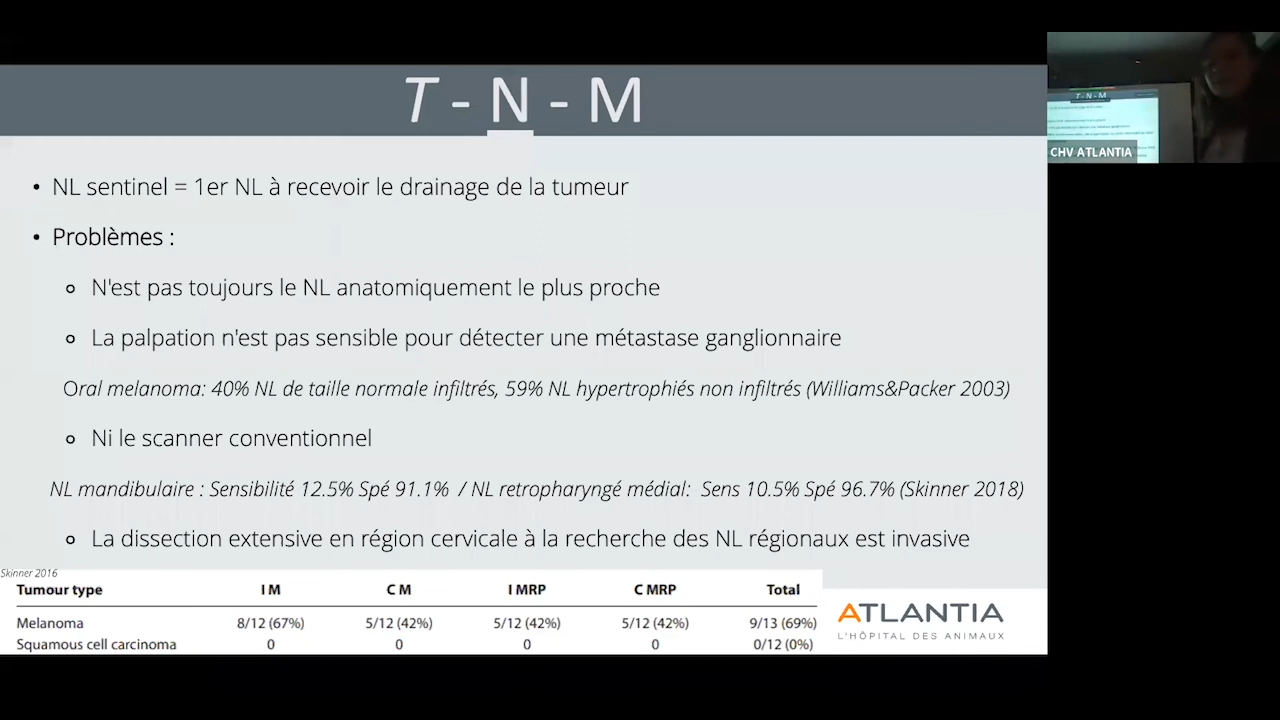 T - N - M
• NL sentinel = 1er NL à recevoir le drainage de la tumeur
• Problèmes :
N'est pas toujours le NL anatomiquement le plus proche
La palpation n'est pas sensible pour détecter une métastase ganglionnaire
Oral melanoma: 40% NL de taille normale infiltrés, 59% NL hypertrophiés non infiltrés (Williams&Packer 2003)
Ni le scanner conventionnel
NL mandibulaire : Sensibilité 12.5% Spé 91.1% / NL retropharyngé médial: Sens 10.5% Spé 96.7% (Skinner 2018)
La dissection extensive en région cervicale à la recherche des NL régionaux est invasive
Skinner 2016
Tumour type I M C M I MRP C MRP Total
Melanoma 8/12 (67%) 5/12 (42%) 5/12 (42%) 5/12 (42%) 9/13 (69%)
Squamous cell carcinoma 0 0 0 0 0/12 (0%)
ATLANTIA
L'HÔPITAL DES ANIMAUX
T - N - M
CHV ATLANTIA